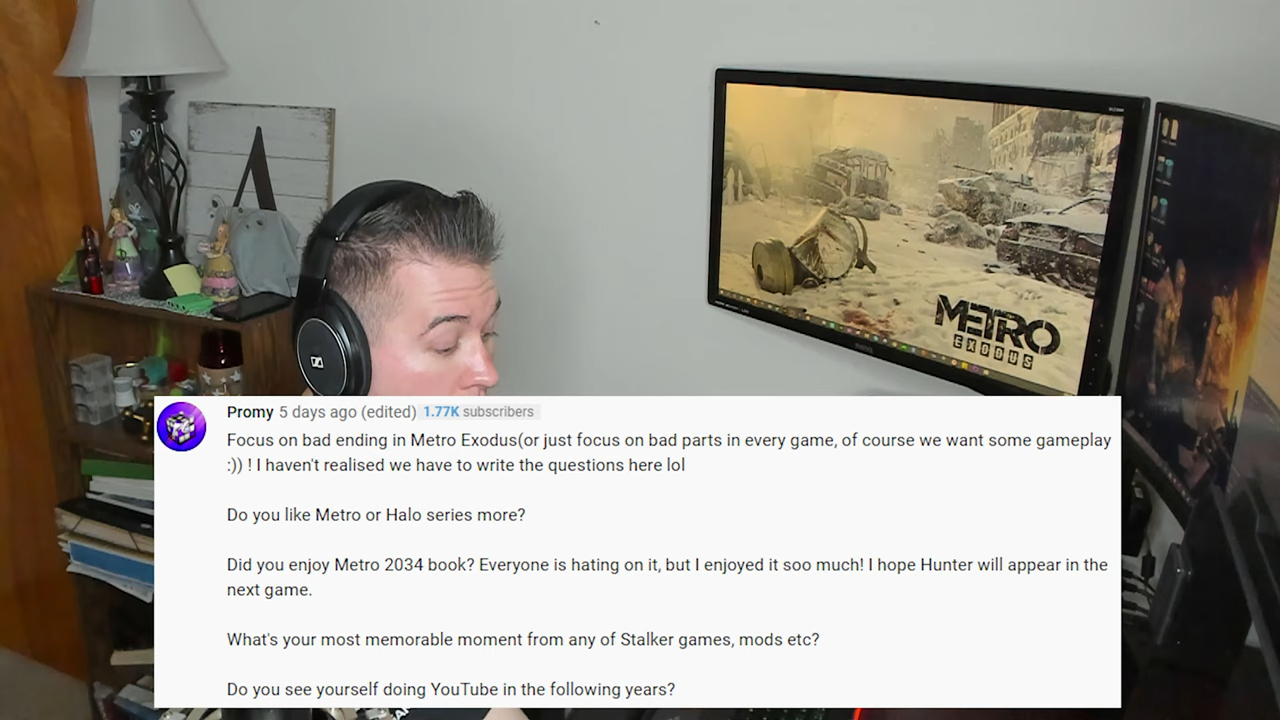 METRO
EXODUS
Promy 5 days ago (edited) 1.77K subscribers
Focus on bad ending in Metro Exodus(or just focus on bad parts in every game, of course we want some gameplay
:)) ! I haven't realised we have to write the questions here lol
Do you like Metro or Halo series more?
Did you enjoy Metro 2034 book? Everyone is hating on it, but I enjoyed it soo much! I hope Hunter will appear in the
next game.
What's your most memorable moment from any of Stalker games, mods etc?
Do you see yourself doing YouTube in the following years?